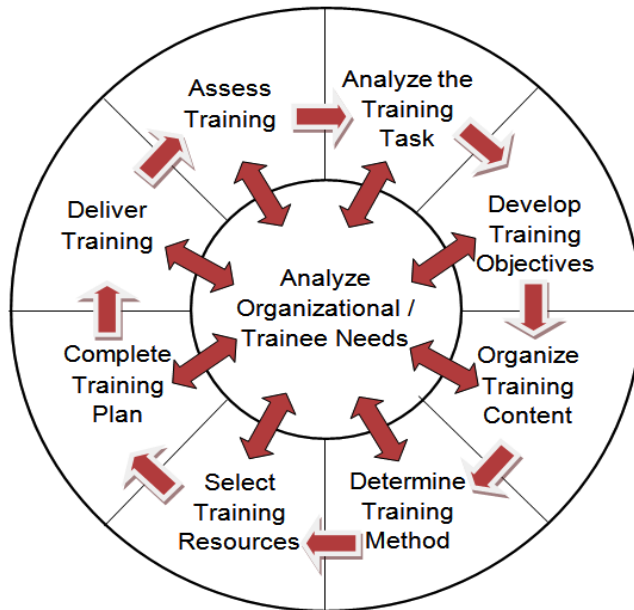 Assess
Training
Analyze the
Training
Task
Develop
Training
Objectives
Organize
Training
Content
Determine
Training
Method
Select
Training
Resources
Complete
Training
Plan
Deliver
Training
Analyze
Organizational /
Trainee Needs